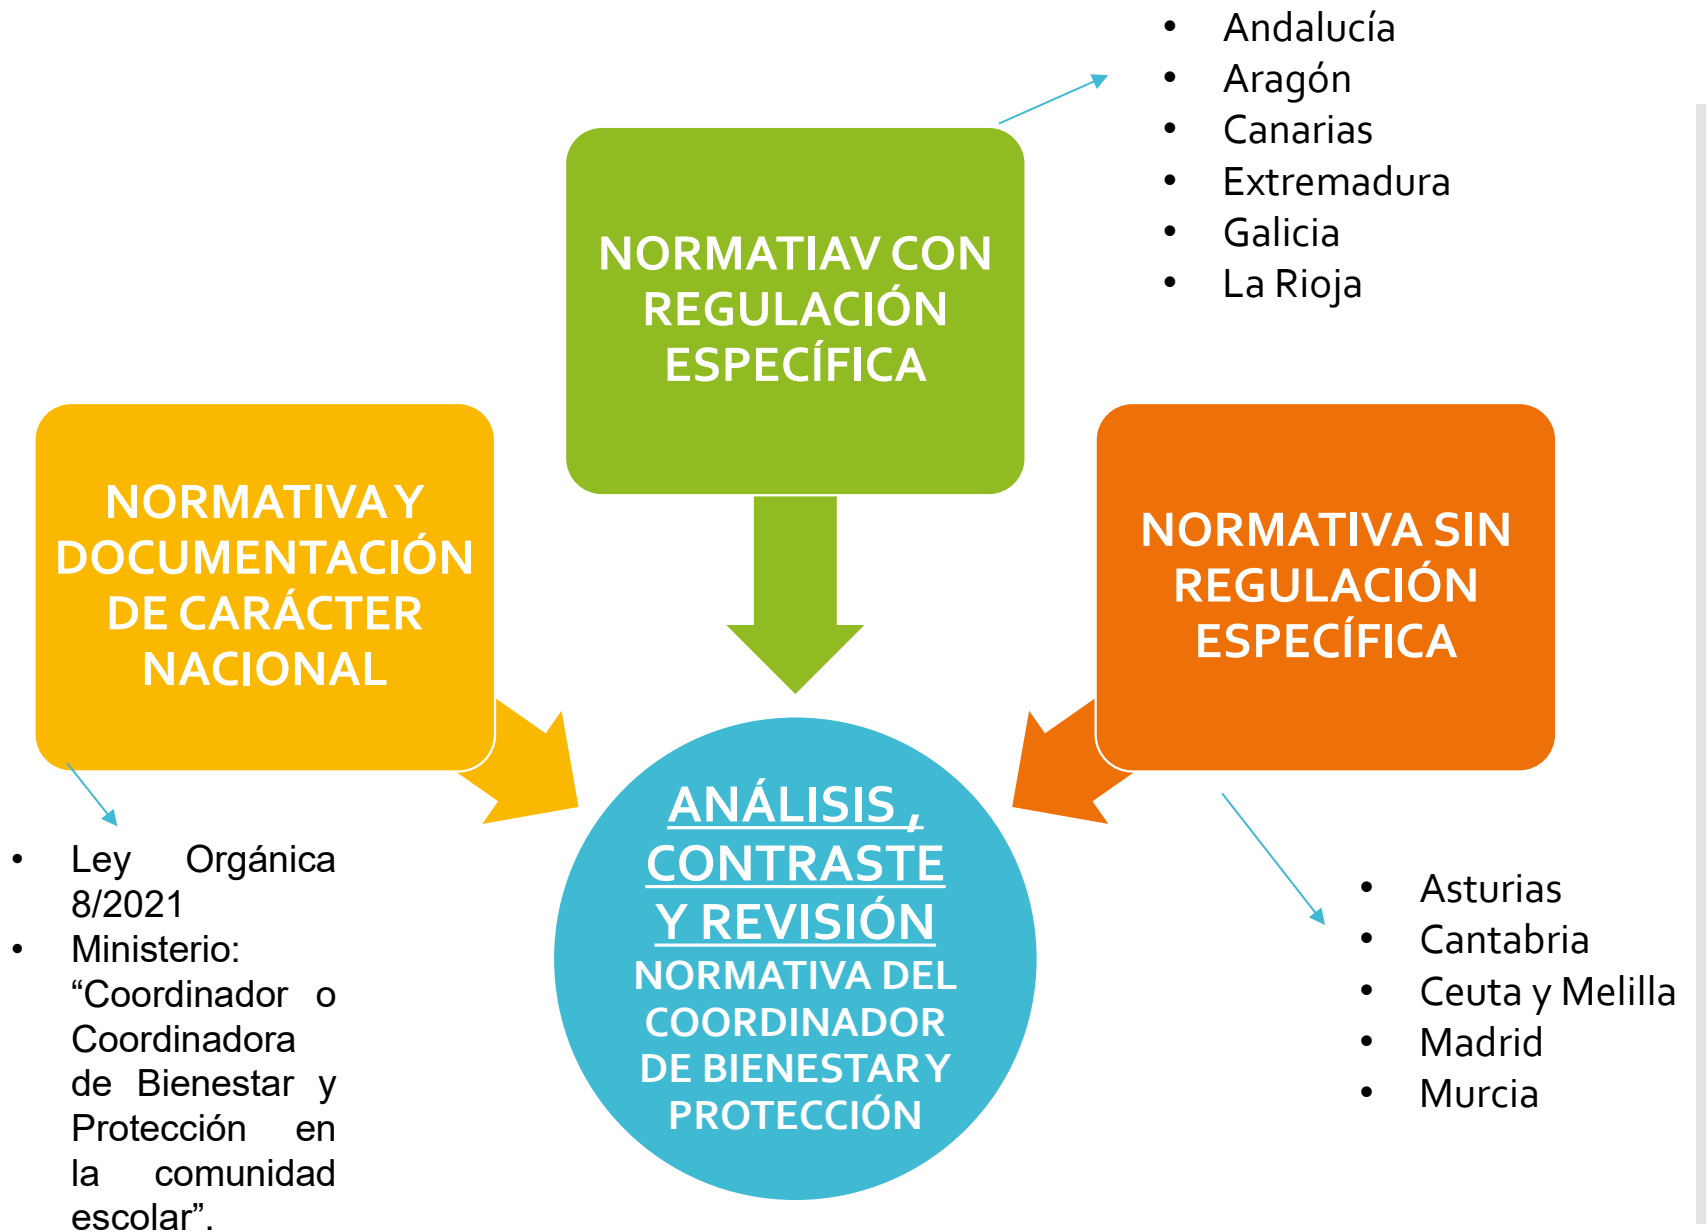 • Andalucía
• Aragón
• Canarias
• Extremadura
• Galicia
• La Rioja
NORMATIAV CON
REGULACIÓN
ESPECÍFICA
NORMATIVA Y
DOCUMENTACIÓN
DE CARÁCTER
NACIONAL
NORMATIVA SIN
REGULACIÓN
ESPECÍFICA
ANÁLISIS ,
CONTRASTE
Y REVISIÓN
NORMATIVA DEL
COORDINADOR
DE BIENESTAR Y
PROTECCIÓN
• Ley Orgánica
8/2021
• Ministerio:
“Coordinador o
Coordinadora
de Bienestar y
Protección en
la comunidad
escolar”.
• Asturias
• Cantabria
• Ceuta y Melilla
• Madrid
• Murcia